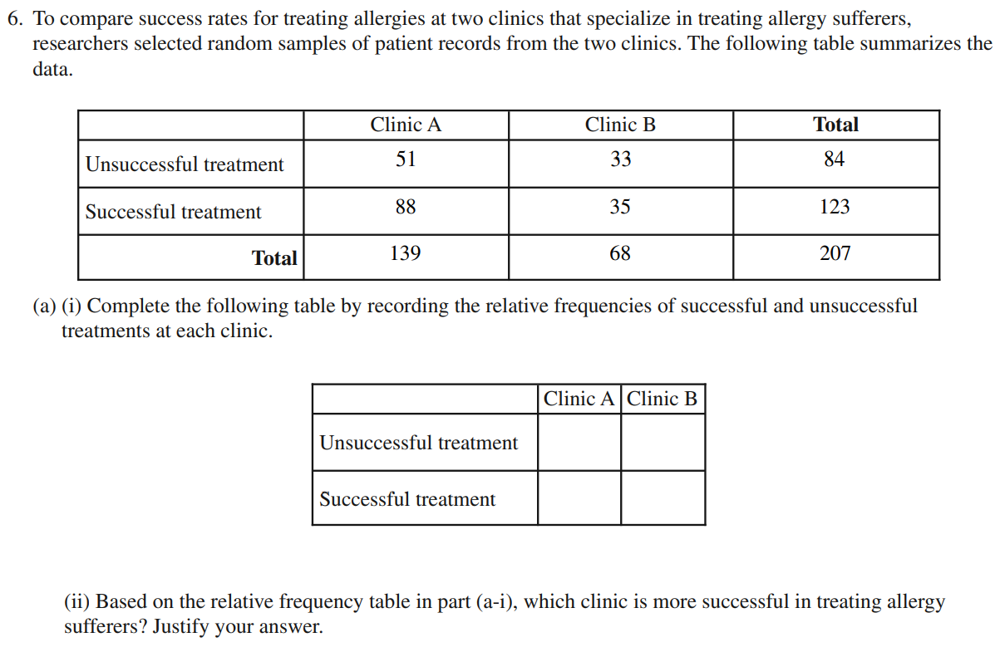 6. To compare success rates for treating allergies at two clinics that specialize in treating allergy sufferers,
researchers selected random samples of patient records from the two clinics. The following table summarizes the
data.
Clinic A Clinic B Total
Unsuccessful treatment 51 33 84
Successful treatment 88 35 123
Total 139 68 207
(a) (i) Complete the following table by recording the relative frequencies of successful and unsuccessful
treatments at each clinic.
Clinic A Clinic B
Unsuccessful treatment
Successful treatment
(ii) Based on the relative frequency table in part (a-i), which clinic is more successful in treating allergy
sufferers? Justify your answer.